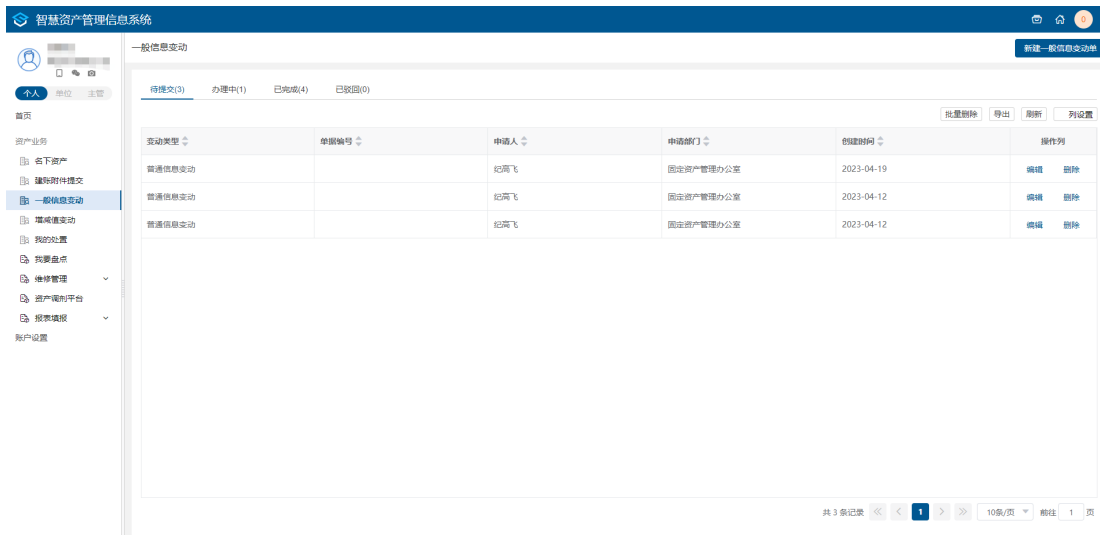 智慧资产管理信息系统
0
个人 单位 主管
首页
资产业务
名下资产
建账附件提交
一般信息变动
增减值变动
我的处置
我要盘点
维修管理
资产调剂平台
报表填报
账户设置
一般信息变动
新建一般信息变动单
待提交(3) 办理中(1) 已完成(4) 已驳回(0)
批量删除 导出 刷新 列设置
变动类型 单据编号 申请人 申请部门 创建时间 操作列
普通信息变动 纪高飞 固定资产管理办公室 2023-04-19 编辑 删除
普通信息变动 纪高飞 固定资产管理办公室 2023-04-12 编辑 删除
普通信息变动 纪高飞 固定资产管理办公室 2023-04-12 编辑 删除
共 3 条记录 1 10条/页 前往 1 页